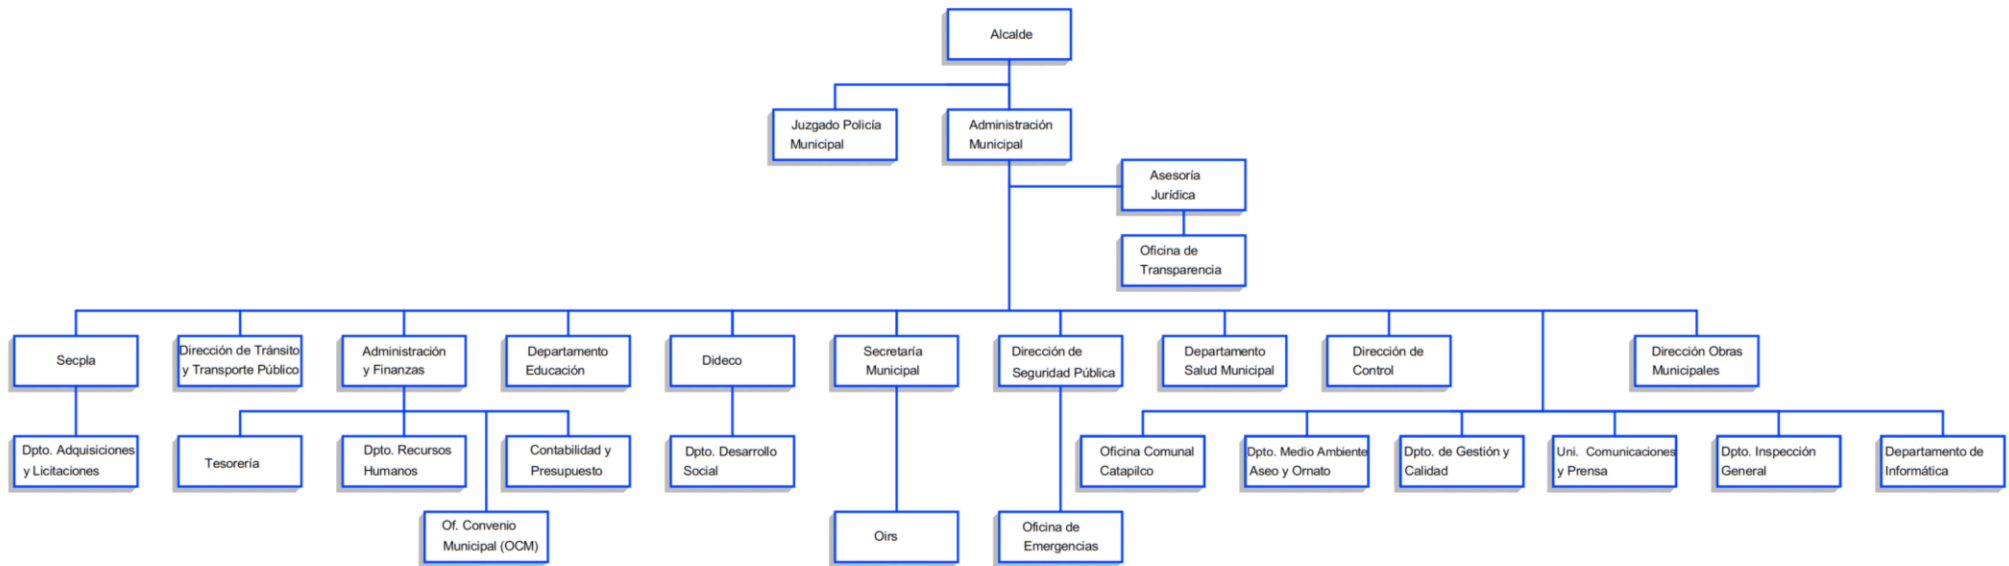 Alcalde
Juzgado Policía
Municipal
Administración
Municipal
Asesoría
Jurídica
Oficina de
Transparencia
Secpla
Dirección de Tránsito
y Transporte Público
Administración
y Finanzas
Departamento
Educación
Dideco
Secretaría
Municipal
Dirección de
Seguridad Pública
Departamento
Salud Municipal
Dirección de
Control
Dirección Obras
Municipales
Dpto. Adquisiciones
y Licitaciones
Tesorería
Dpto. Recursos
Humanos
Contabilidad y
Presupuesto
Dpto. Desarrollo
Social
Oficina Comunal
Catapilco
Dpto. Medio Ambiente
Aseo y Ornato
Dpto. de Gestión y
Calidad
Uni. Comunicaciones
y Prensa
Dpto. Inspección
General
Departamento de
Informática
Of. Convenio
Municipal (OCM)
Oirs
Oficina de
Emergencias